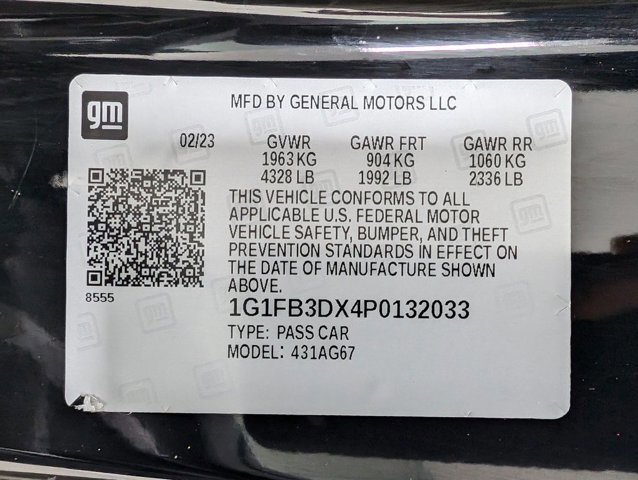 gm
MFD BY GENERAL MOTORS LLC
02/23 GVWR GAWR FRT GAWR RR
1963 KG 904 KG 1060 KG
4328 LB 1992 LB 2336 LB
THIS VEHICLE CONFORMS TO ALL
APPLICABLE U.S. FEDERAL MOTOR
VEHICLE SAFETY, BUMPER, AND THEFT
PREVENTION STANDARDS IN EFFECT ON
THE DATE OF MANUFACTURE SHOWN
ABOVE.
8555
1G1FB3DX4P0132033
TYPE: PASS CAR
MODEL: 431AG67